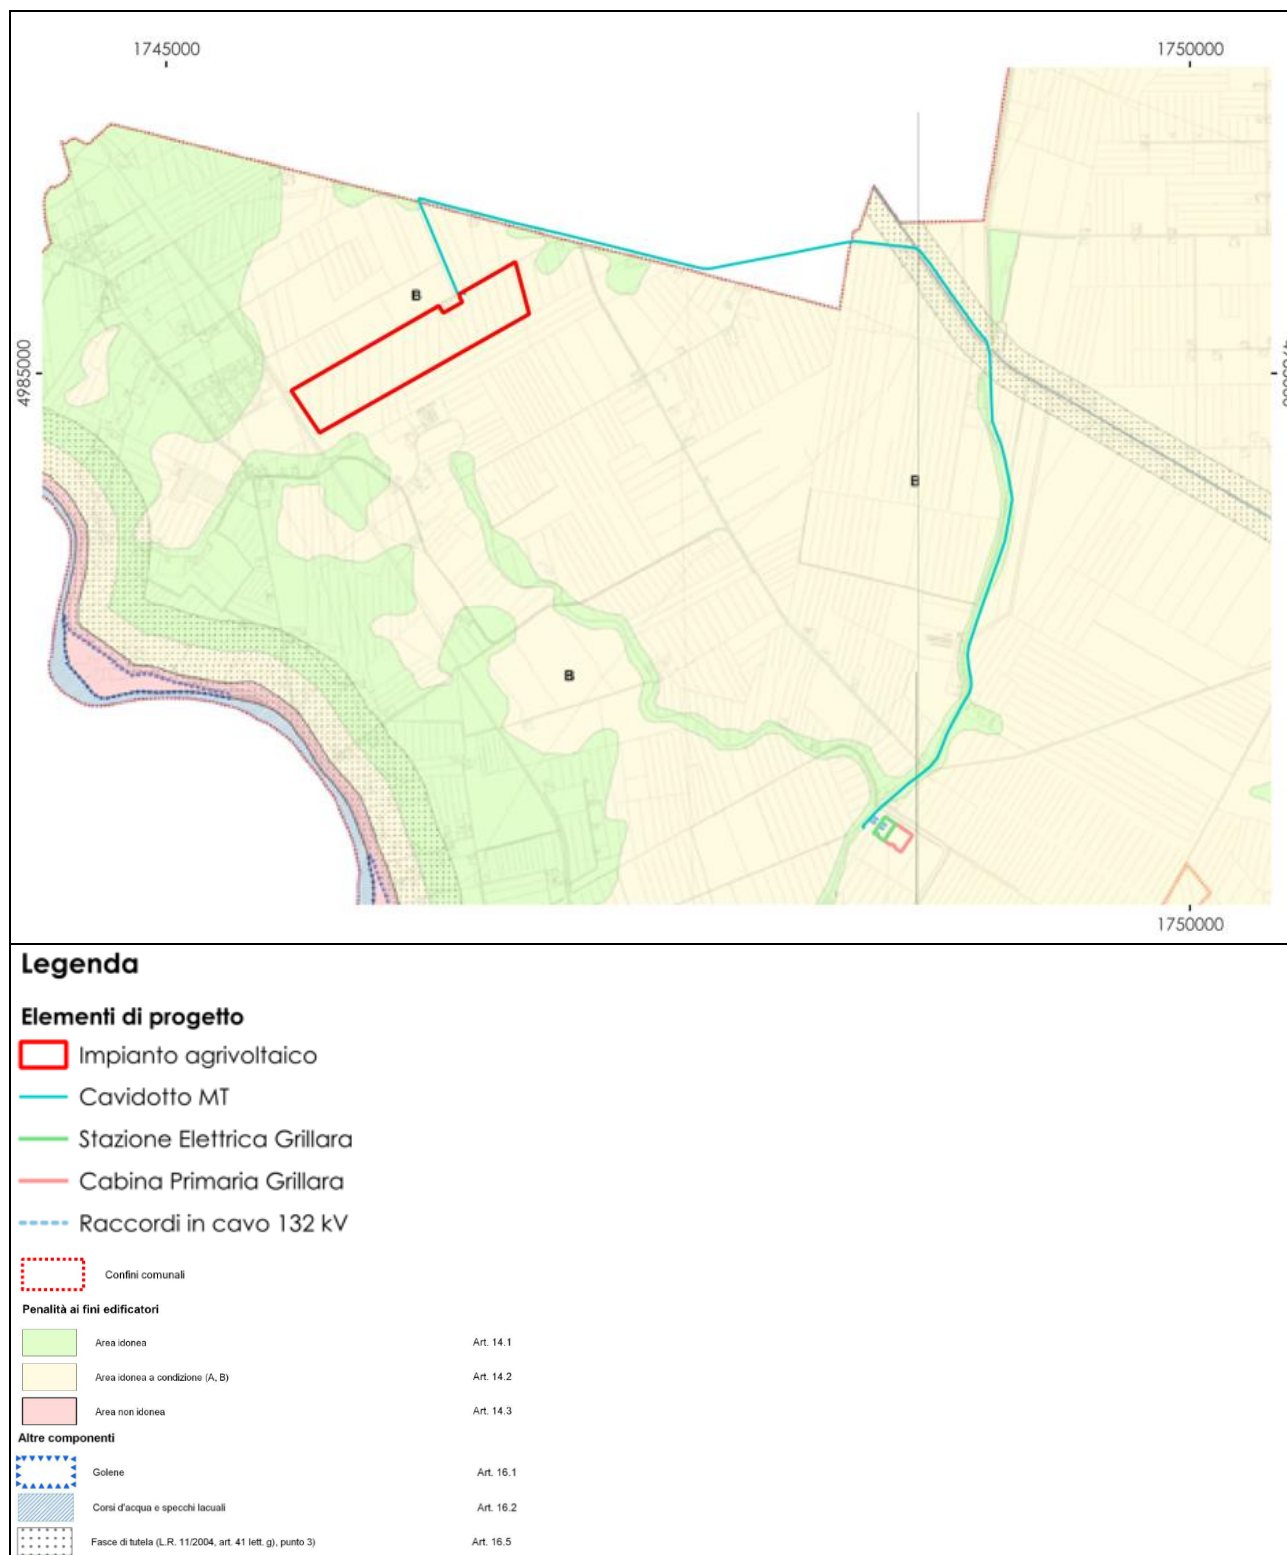 1745000 1750000
B
4985000
B
B
1750000
Legenda
Elementi di progetto
Impianto agrivoltaico
Cavidotto MT
Stazione Elettrica Grillara
Cabina Primaria Grillara
Raccordi in cavo 132 kV
Confini comunali
Penalità ai fini edificatori
Area idonea Art. 14.1
Area idonea a condizione (A, B) Art. 14.2
Area non idonea Art. 14.3
Altre componenti
Golene Art. 16.1
Corsi d'acqua e specchi lacuali Art. 16.2
Fasce di tutela (L.R. 11/2004, art. 41 lett. g), punto 3) Art. 16.5